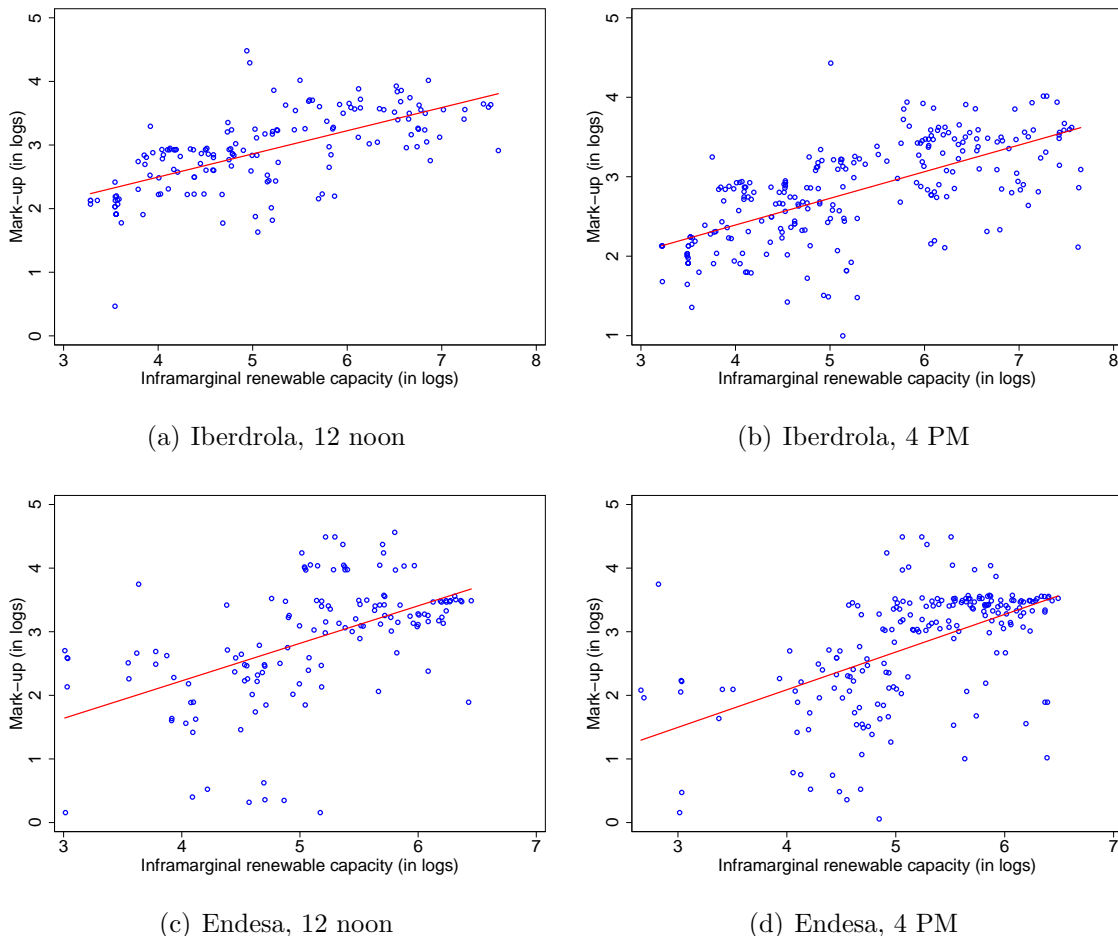 5
4
3
2
1
0
Mark−up (in logs)
3 4 5 6 7 8
Inframarginal renewable capacity (in logs)
(a) Iberdrola, 12 noon
5
4
3
2
1
Mark−up (in logs)
3 4 5 6 7 8
Inframarginal renewable capacity (in logs)
(b) Iberdrola, 4 PM
5
4
3
2
1
0
Mark−up (in logs)
3 4 5 6 7
Inframarginal renewable capacity (in logs)
(c) Endesa, 12 noon
5
4
3
2
1
0
Mark−up (in logs)
3 4 5 6 7
Inframarginal renewable capacity (in logs)
(d) Endesa, 4 PM